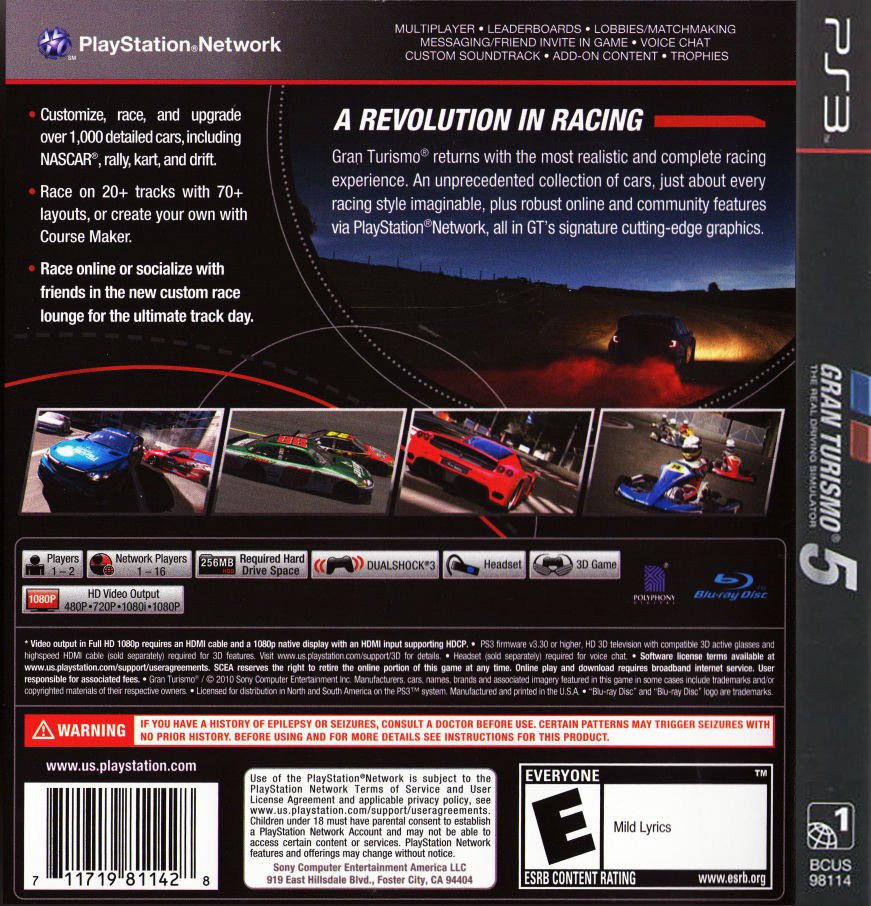 PlayStation®Network
SM
MULTIPLAYER • LEADERBOARDS • LOBBIES/MATCHMAKING
MESSAGING/FRIEND INVITE IN GAME • VOICE CHAT
CUSTOM SOUNDTRACK • ADD-ON CONTENT • TROPHIES
• Customize, race, and upgrade
over 1,000 detailed cars, including
NASCAR®, rally, kart, and drift.
• Race on 20+ tracks with 70+
layouts, or create your own with
Course Maker.
• Race online or socialize with
friends in the new custom race
lounge for the ultimate track day.
A REVOLUTION IN RACING
Gran Turismo® returns with the most realistic and complete racing
experience. An unprecedented collection of cars, just about every
racing style imaginable, plus robust online and community features
via PlayStation®Network, all in GT's signature cutting-edge graphics.
Players
1 – 2
Network Players
1 – 16
256MB
HDD
Required Hard
Drive Space
DUALSHOCK®3
Headset
3D Game
1080P
HD Video Output
480P•720P•1080i•1080P
POLYPHONY
DIGITAL
Blu-ray Disc
TM
* Video output in Full HD 1080p requires an HDMI cable and a 1080p native display with an HDMI input supporting HDCP. • PS3 firmware v3.30 or higher, HD 3D television with compatible 3D active glasses and
highspeed HDMI cable (sold separately) required for 3D features. Visit www.us.playstation.com/support/3D for details. • Headset (sold separately) required for voice chat. • Software license terms available at
www.us.playstation.com/support/useragreements. SCEA reserves the right to retire the online portion of this game at any time. Online play and download requires broadband internet service. User
responsible for associated fees. • Gran Turismo® / © 2010 Sony Computer Entertainment Inc. Manufacturers, cars, names, brands and associated imagery featured in this game in some cases include trademarks and/or
copyrighted materials of their respective owners. • Licensed for distribution in North and South America on the PS3™ system. Manufactured and printed in the U.S.A. • "Blu-ray Disc" and "Blu-ray Disc" logo are trademarks.
WARNING
IF YOU HAVE A HISTORY OF EPILEPSY OR SEIZURES, CONSULT A DOCTOR BEFORE USE. CERTAIN PATTERNS MAY TRIGGER SEIZURES WITH
NO PRIOR HISTORY. BEFORE USING AND FOR MORE DETAILS SEE INSTRUCTIONS FOR THIS PRODUCT.
www.us.playstation.com
7 11719 81142 8
Use of the PlayStation®Network is subject to the
PlayStation Network Terms of Service and User
License Agreement and applicable privacy policy, see
www.us.playstation.com/support/useragreements.
Children under 18 must have parental consent to establish
a PlayStation Network Account and may not be able to
access certain content or services. PlayStation Network
features and offerings may change without notice.
Sony Computer Entertainment America LLC
919 East Hillsdale Blvd., Foster City, CA 94404
EVERYONE
TM
E
Mild Lyrics
ESRB CONTENT RATING
www.esrb.org
PS3
TM
GRAN TURISMO® 5
THE REAL DRIVING SIMULATOR
1
BCUS
98114